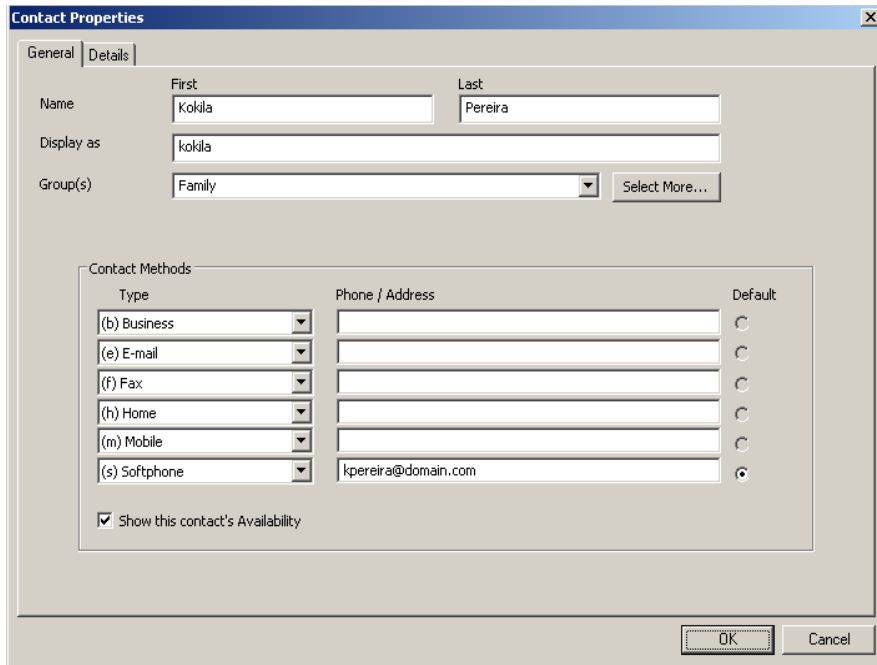 Contact Properties
General Details
First Last
Name Kokila Pereira
Display as kokila
Group(s) Family Select More...
Contact Methods
Type Phone / Address Default
(b) Business
(e) E-mail
(f) Fax
(h) Home
(m) Mobile
(s) Softphone kpereira@domain.com
Show this contact's Availability
OK Cancel